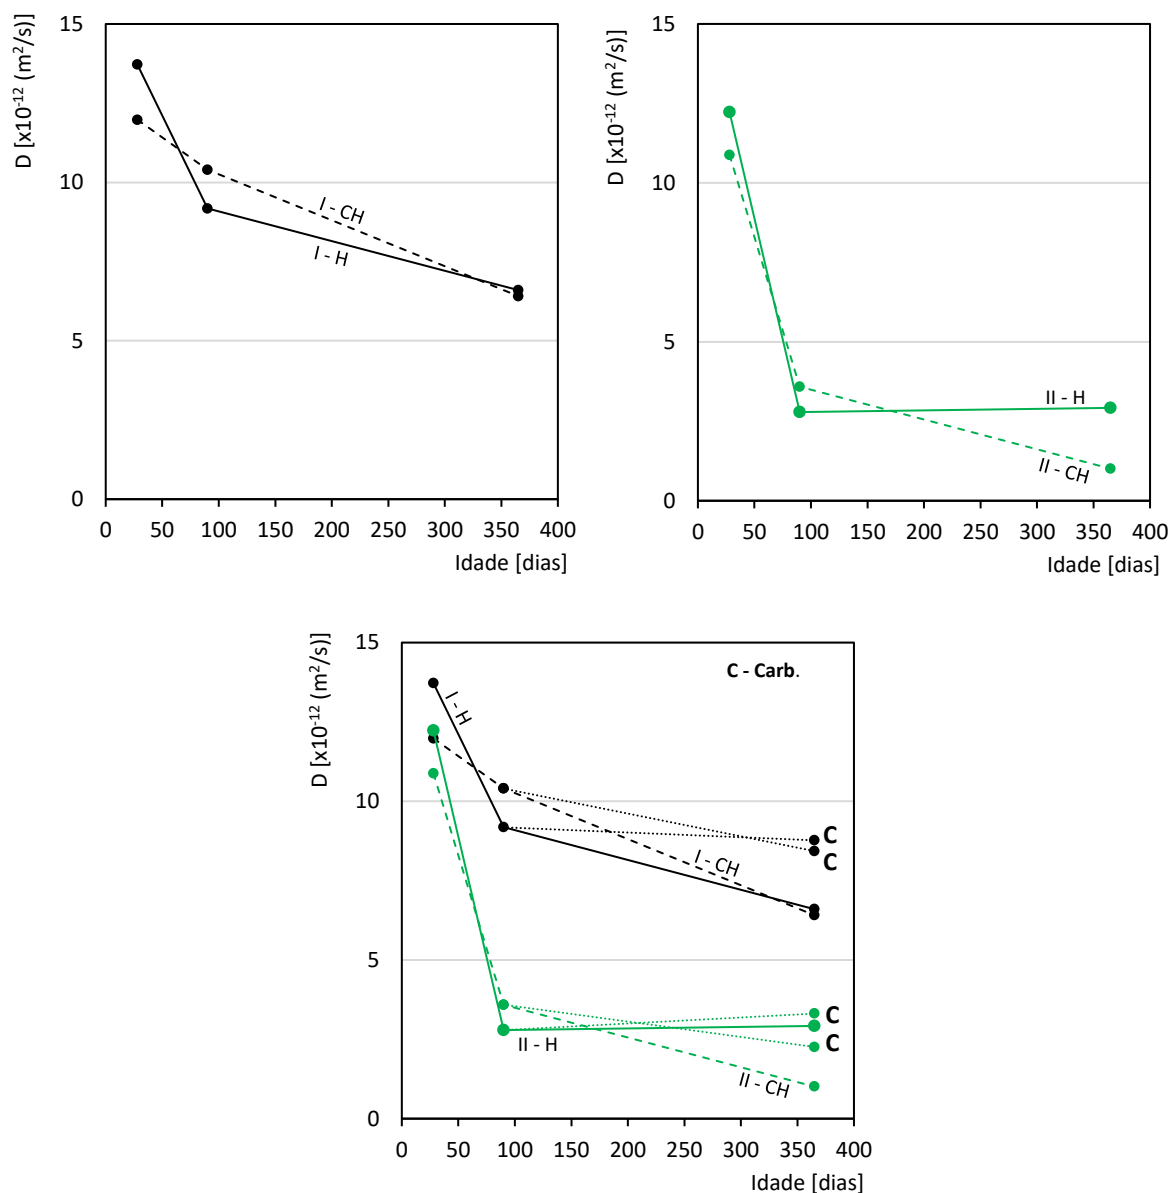 D [x10-12 (m2/s)]
15
10
5
0
I - CH
I - H
0 50 100 150 200 250 300 350 400
Idade [dias]
D [x10-12 (m2/s)]
15
10
5
0
II - H
II - CH
0 50 100 150 200 250 300 350 400
Idade [dias]
D [x10-12 (m2/s)]
15
10
5
0
C - Carb.
I - H
C
C
I - CH
C
C
II - H
II - CH
0 50 100 150 200 250 300 350 400
Idade [dias]